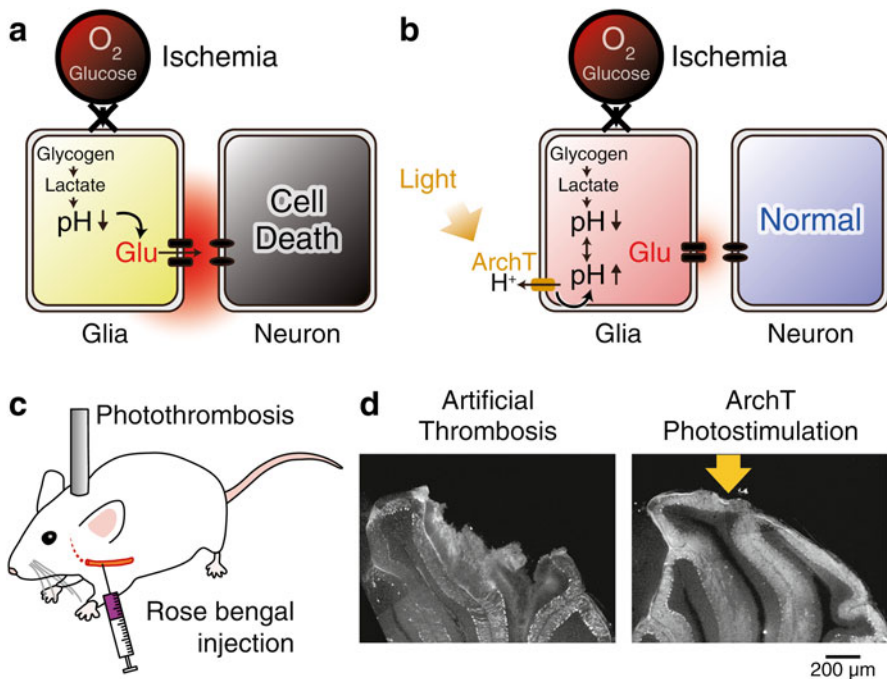 a
O2
Glucose
Ischemia
Glycogen
Lactate
pH
Glu
Cell
Death
Glia
Neuron
b
O2
Glucose
Ischemia
Light
ArchT
H+
Glycogen
Lactate
pH
Glu
pH
Normal
Glia
Neuron
c
Photothrombosis
Rose bengal
injection
d
Artificial
Thrombosis
ArchT
Photostimulation
200 µm